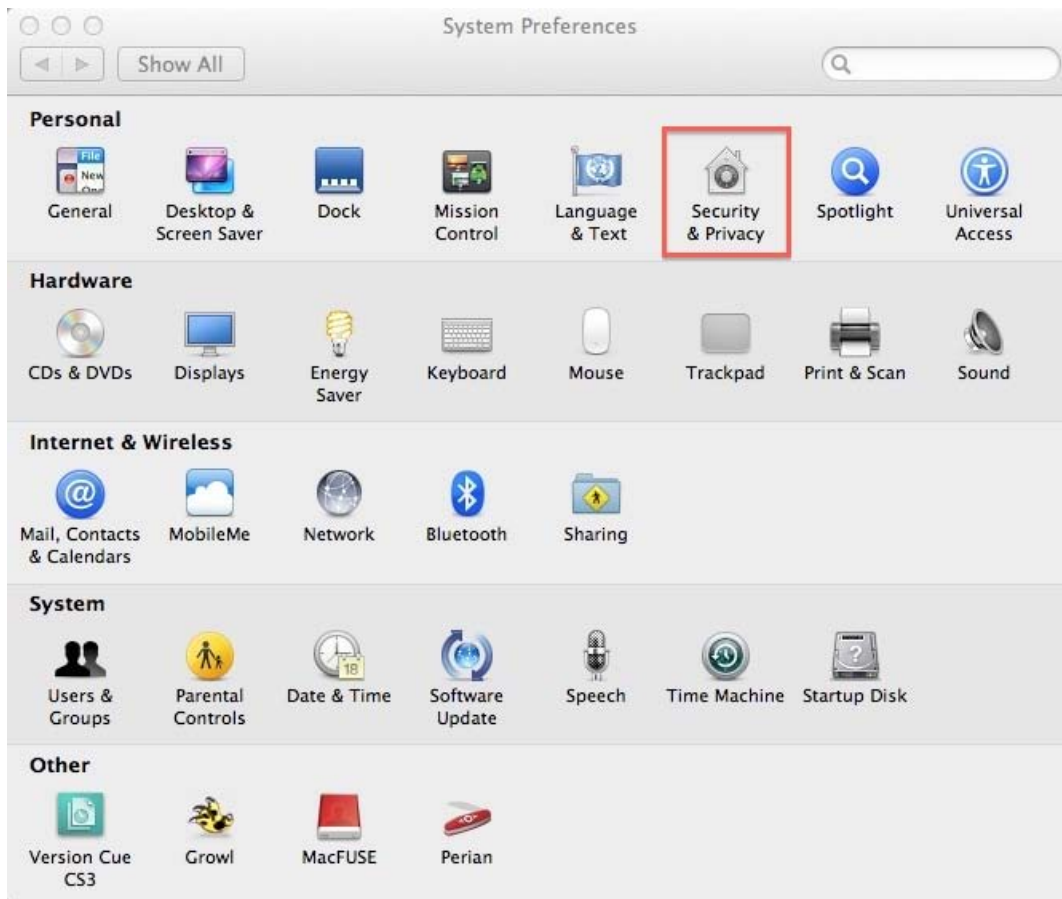 System Preferences
Show All
Personal
File
New
General
Desktop &
Screen Saver
Dock
Mission
Control
Language
& Text
Security
& Privacy
Spotlight
Universal
Access
Hardware
CDs & DVDs
Displays
Energy
Saver
Keyboard
Mouse
Trackpad
Print & Scan
Sound
Internet & Wireless
@
Mail, Contacts
& Calendars
MobileMe
Network
Bluetooth
Sharing
System
Users &
Groups
Parental
Controls
18
Date & Time
Software
Update
Speech
Time Machine
?
Startup Disk
Other
Version Cue
CS3
Growl
MacFUSE
Perian